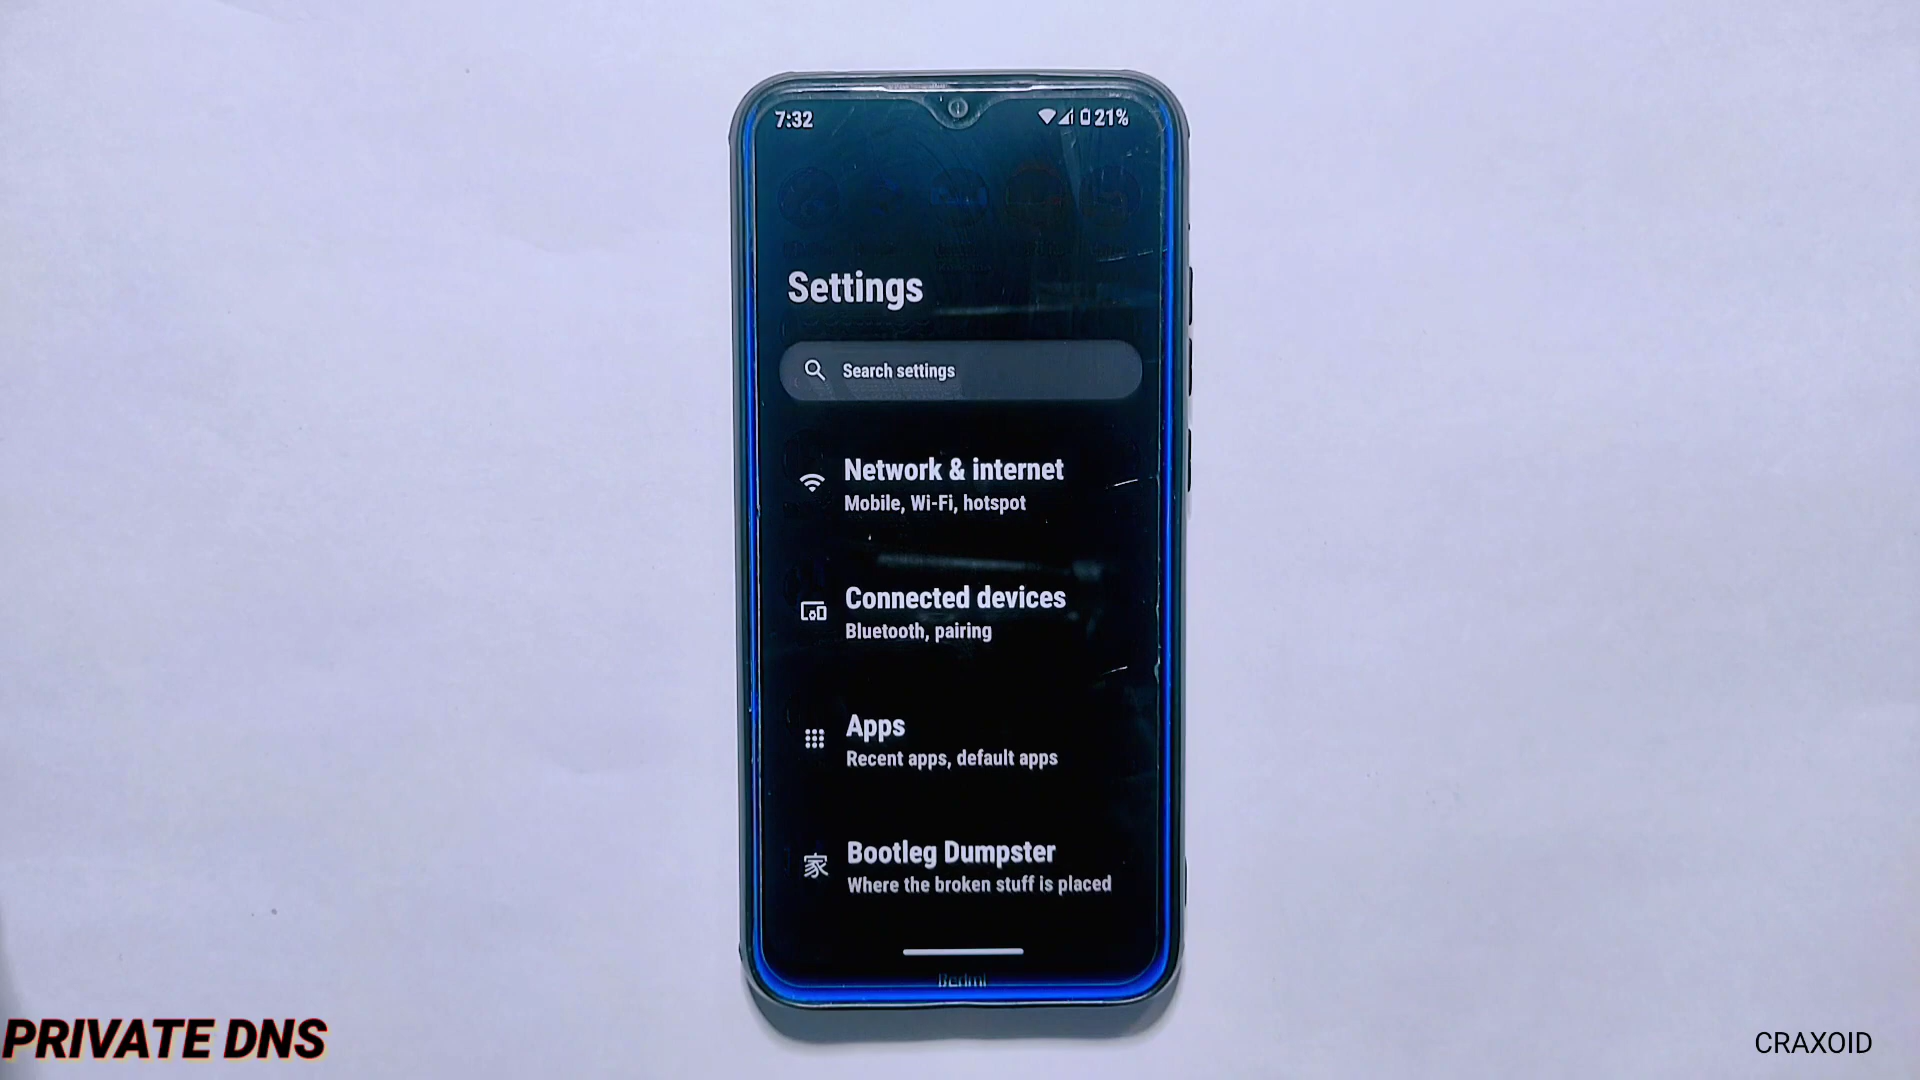 7:32
21%
Settings
Search settings
Network & internet
Mobile, Wi-Fi, hotspot
Connected devices
Bluetooth, pairing
Apps
Recent apps, default apps
家
Bootleg Dumpster
Where the broken stuff is placed
Redmi
PRIVATE DNS
CRAXOID